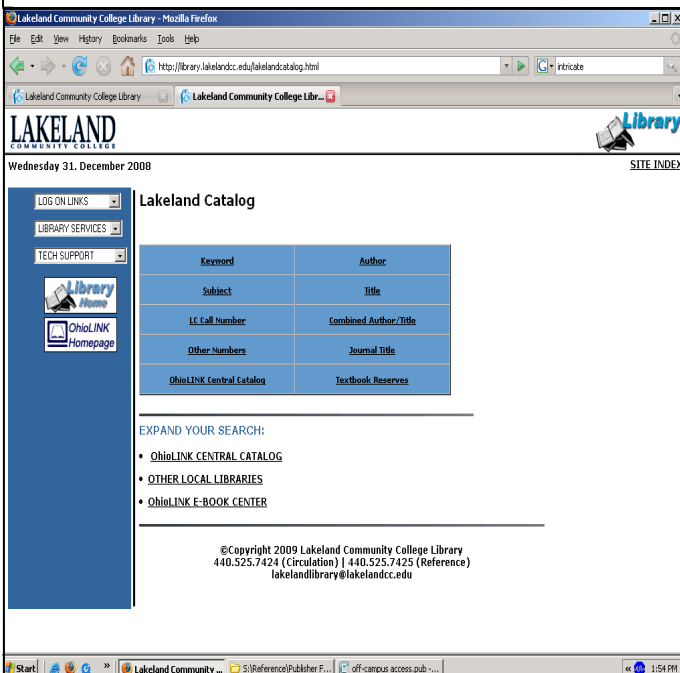 Lakeland Community College Library - Mozilla Firefox
File Edit View History Bookmarks Tools Help
http://library.lakelandcc.edu/lakelandcatalog.html G intricate
Lakeland Community College Library Lakeland Community College Libr...
LAKELAND
COMMUNITY COLLEGE
Library
Wednesday 31. December 2008 SITE INDEX
LOG ON LINKS
LIBRARY SERVICES
TECH SUPPORT
Library
Home
OhioLINK
Homepage
Lakeland Catalog
Keyword Author
Subject Title
LC Call Number Combined Author/Title
Other Numbers Journal Title
OhioLINK Central Catalog Textbook Reserves
EXPAND YOUR SEARCH:
• OhioLINK CENTRAL CATALOG
• OTHER LOCAL LIBRARIES
• OhioLINK E-BOOK CENTER
©Copyright 2009 Lakeland Community College Library
440.525.7424 (Circulation) | 440.525.7425 (Reference)
lakelandlibrary@lakelandcc.edu
Start » Lakeland Community ... S:\Reference\Publisher F... off-campus access.pub -... « 1:54 PM